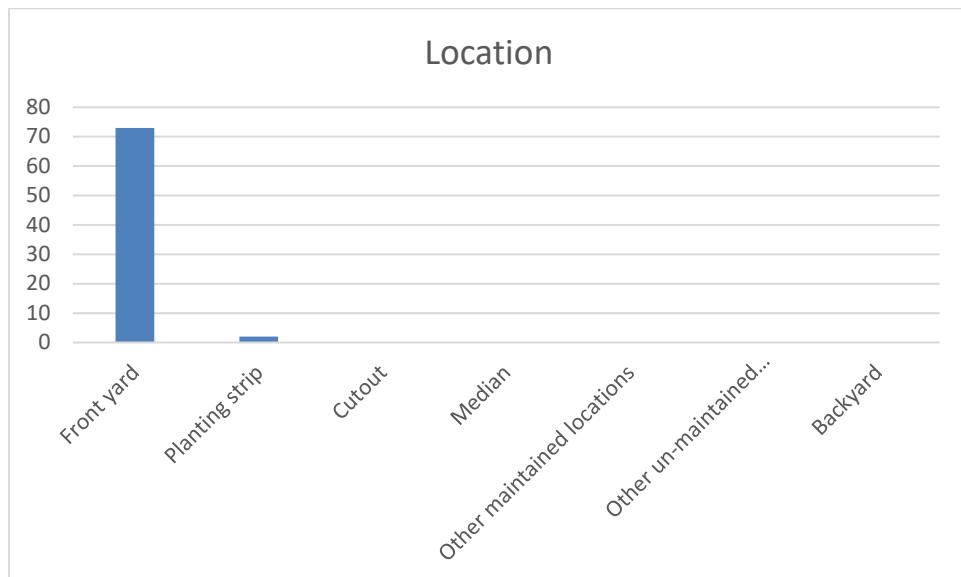 Location
80
70
60
50
40
30
20
10
0
Front yard
Planting strip
Cutout
Median
Other maintained locations
Other un-maintained...
Backyard